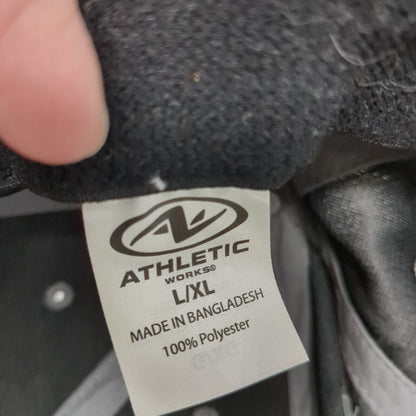 ATHLETIC
WORKS®
L/XL
MADE IN BANGLADESH
100% Polyester